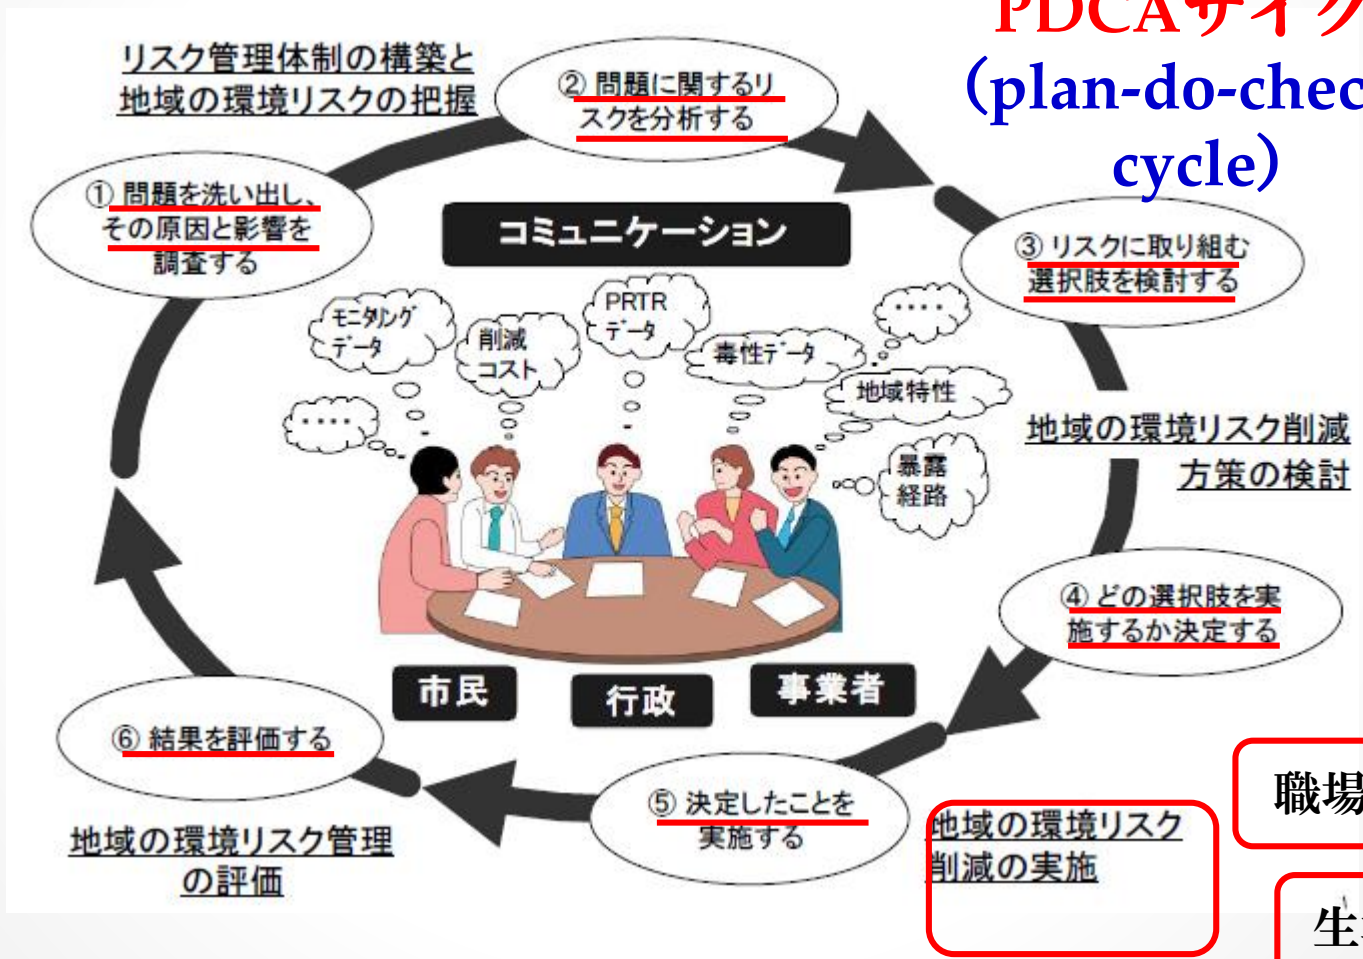 PDCAサイク
(plan-do-chec
cycle)
リスク管理体制の構築と
地域の環境リスクの把握
② 問題に関するリ
スクを分析する
① 問題を洗い出し、
その原因と影響を
調査する
コミュニケーション
③ リスクに取り組む
選択肢を検討する
モニタリング
データ
削減
コスト
PRTR
データ
毒性データ
・・・・
地域特性
・・・・
暴露
経路
地域の環境リスク削減
方策の検討
④ どの選択肢を実
施するか決定する
市民
行政
事業者
⑥ 結果を評価する
⑤ 決定したことを
実施する
地域の環境リスク
削減の実施
地域の環境リスク管理
の評価
職場
生